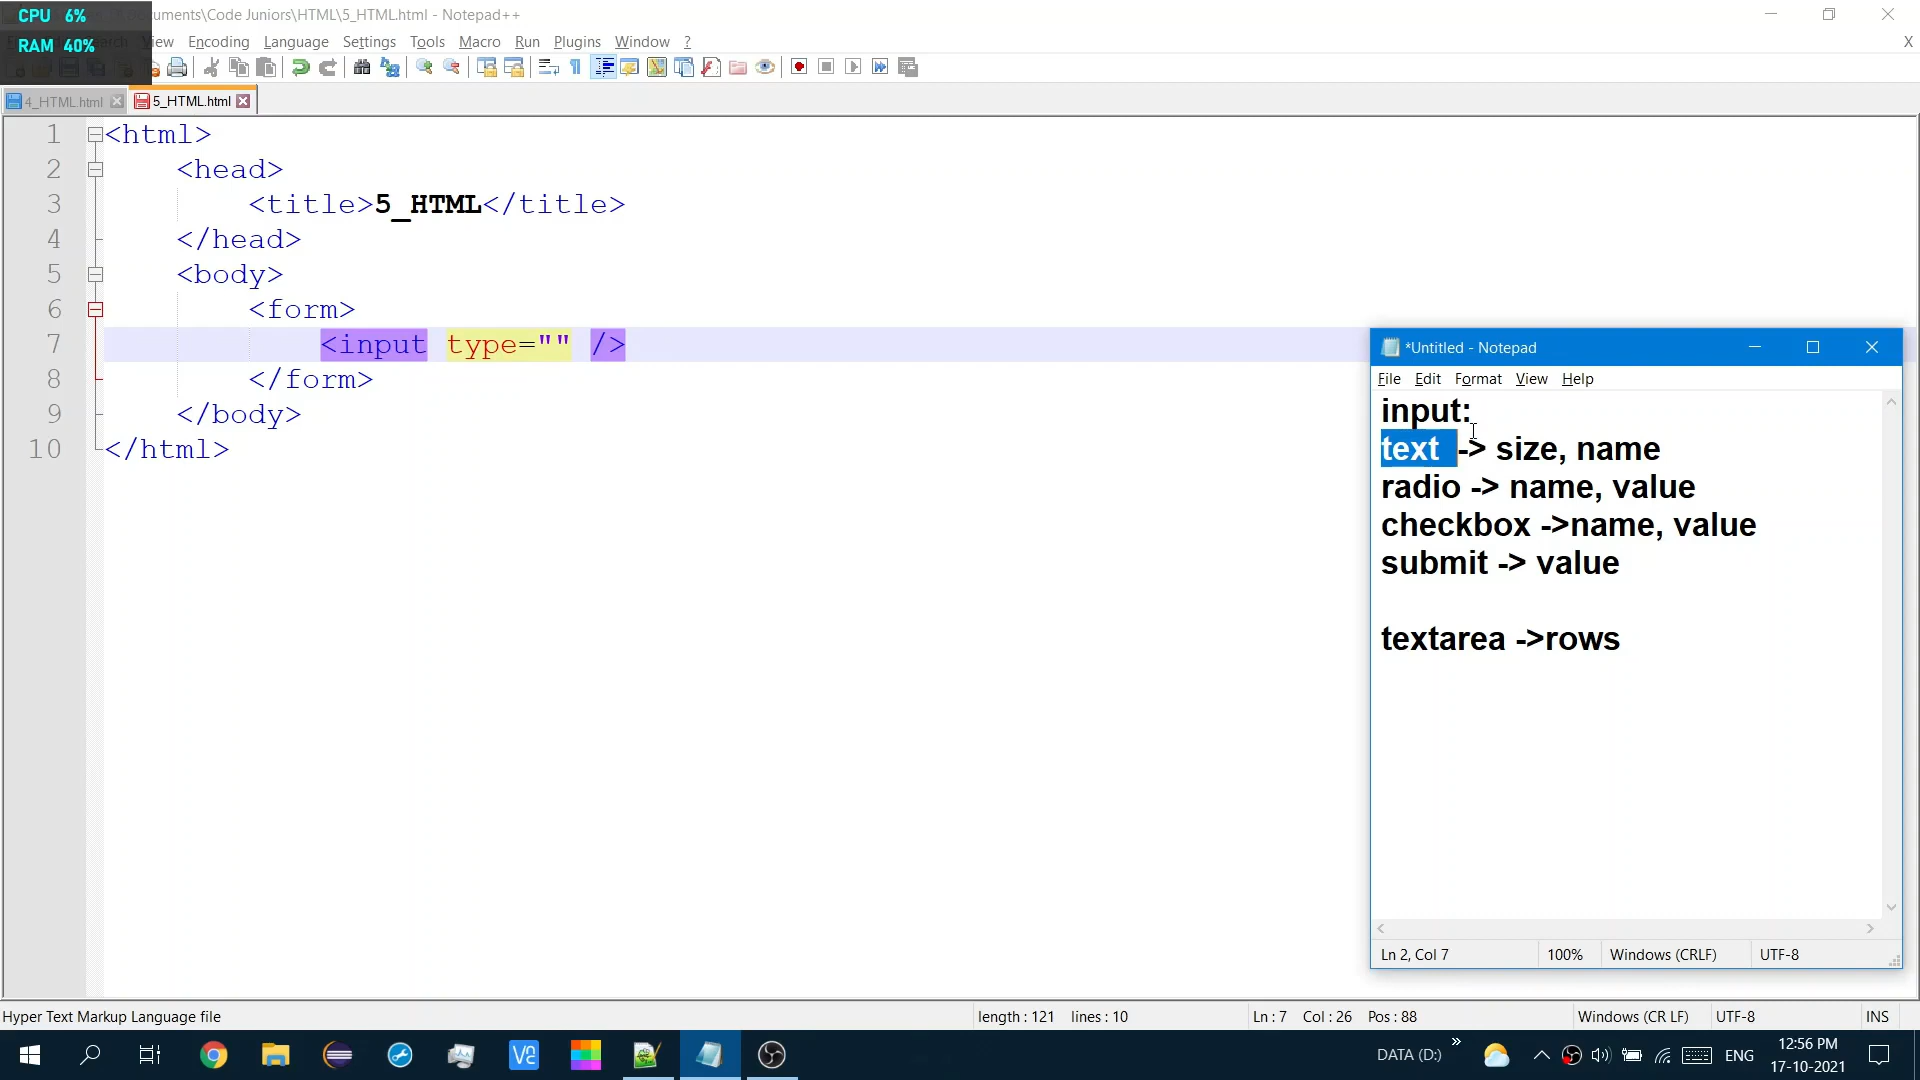 CPU 6%
RAM 40%
cuments\Code Juniors\HTML\5_HTML.html - Notepad++
View Encoding Language Settings Tools Macro Run Plugins Window ? X
4_HTML.html 5_HTML.html
1 <html>
2 <head>
3 <title>5_HTML</title>
4 </head>
5 <body>
6 <form>
7 <input type="" />
8 </form>
9 </body>
10 </html>
*Untitled - Notepad
File Edit Format View Help
input:
text -> size, name
radio -> name, value
checkbox ->name, value
submit -> value
textarea ->rows
Ln 2, Col 7 100% Windows (CRLF) UTF-8
Hyper Text Markup Language file length : 121 lines : 10 Ln : 7 Col : 26 Pos : 88 Windows (CR LF) UTF-8 INS
DATA (D:) » ENG 12:56 PM
17-10-2021